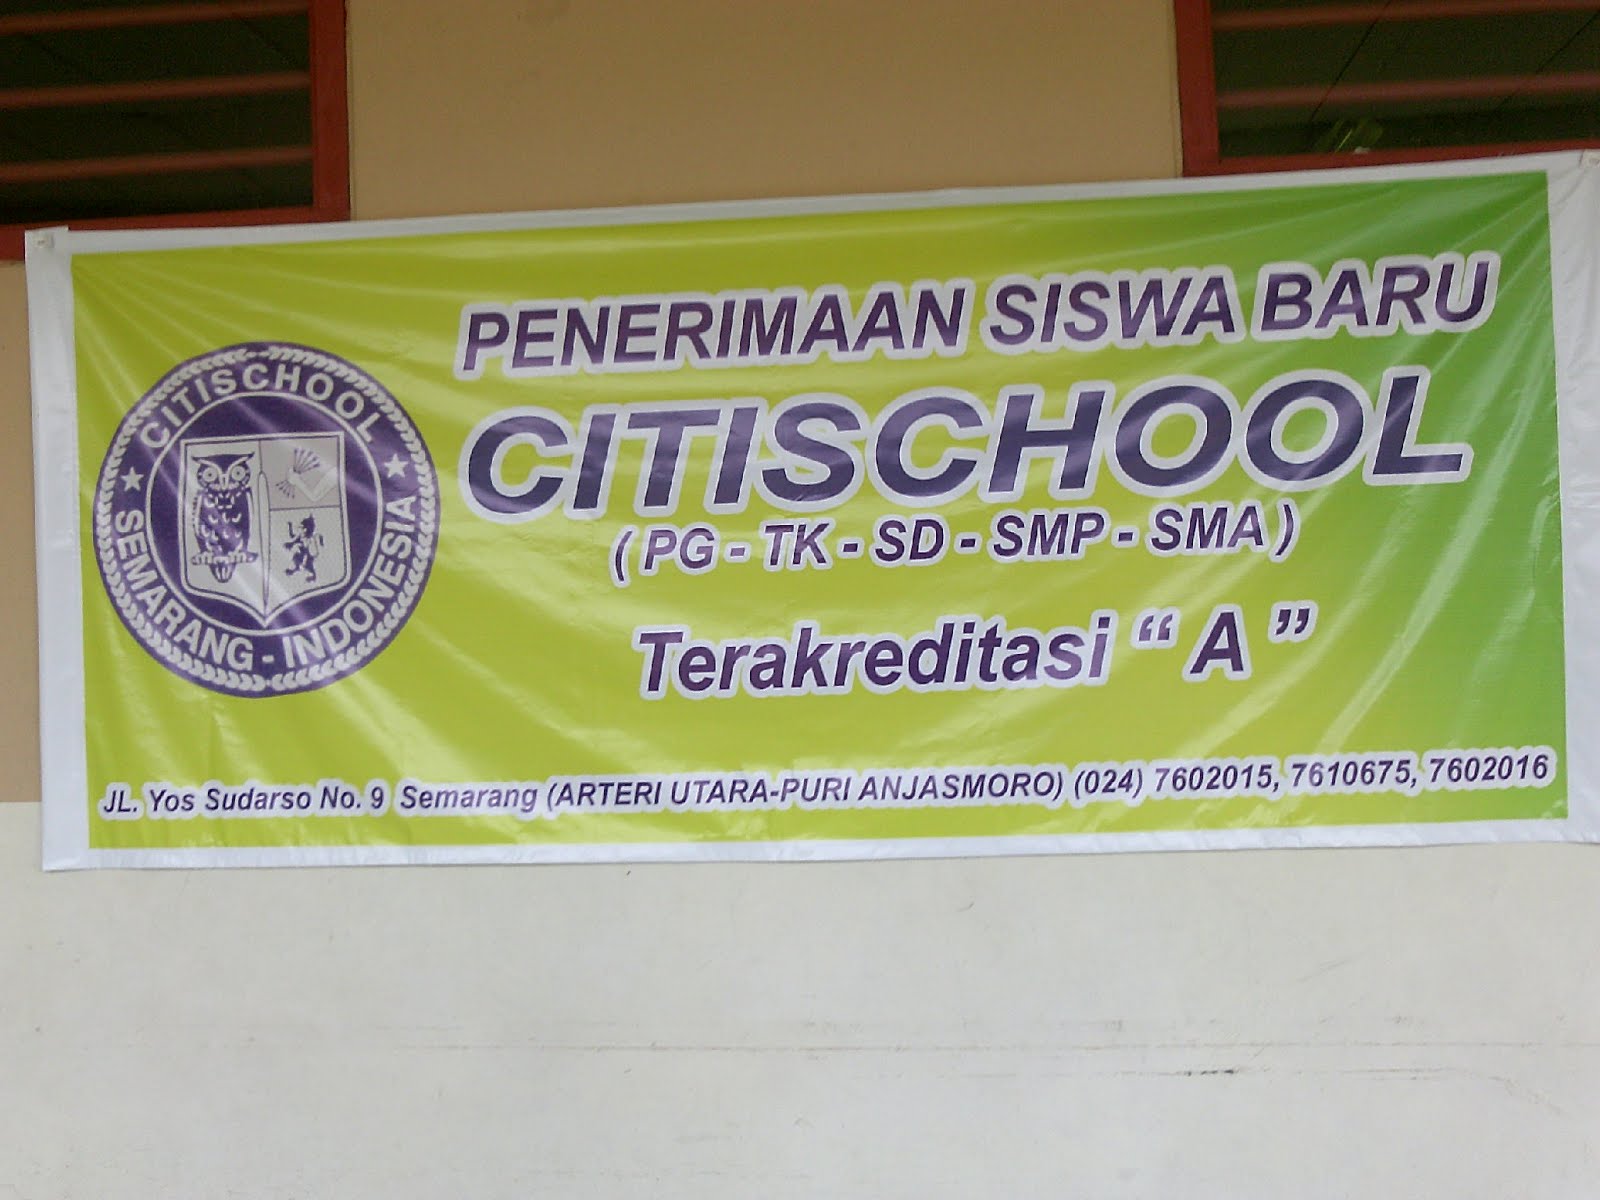 CITISCHOOL
SEMARANG - INDONESIA
PENERIMAAN SISWA BARU
CITISCHOOL
( PG - TK - SD - SMP - SMA )
Terakreditasi “ A ”
JL. Yos Sudarso No. 9 Semarang (ARTERI UTARA-PURI ANJASMORO) (024) 7602015, 7610675, 7602016